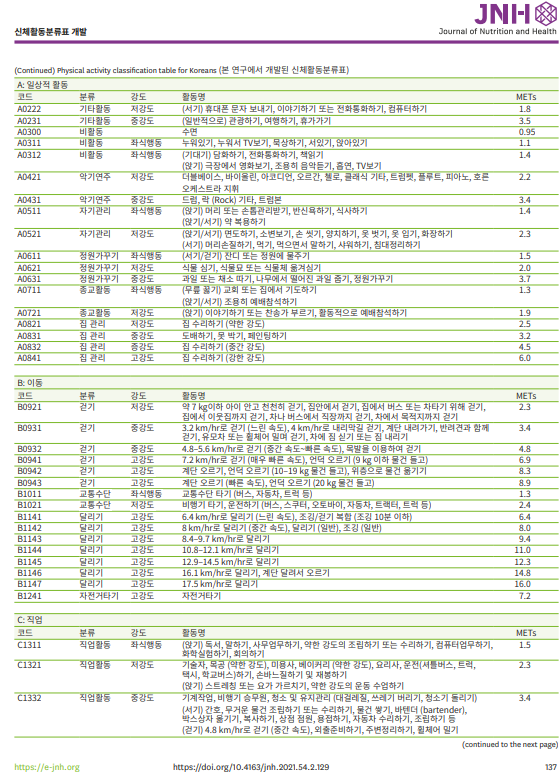 JNH
신체활동분류표 개발
Journal of Nutrition and Health
(Continued) Physical activity classification table for Koreans (본 연구에서 개발된 신체활동분류표)
A: 일상적 활동
코드 분류 강도 활동명 METs
A0222 기타활동 저강도 (서기) 휴대폰 문자 보내기, 이야기하기 또는 전화통화하기, 컴퓨터하기 1.8
A0231 기타활동 중강도 (일반적으로) 관광하기, 여행하기, 휴가가기 3.5
A0300 비활동 수면 0.95
A0311 비활동 좌식행동 누워있기, 누워서 TV보기, 묵상하기, 서있기, 앉아있기 1.1
A0312 비활동 좌식행동 (기대기) 담화하기, 전화통화하기, 책읽기 1.4
(앉기) 극장에서 영화보기, 조용히 음악듣기, 흡연, TV보기
A0421 악기연주 저강도 더블베이스, 바이올린, 아코디언, 오르간, 첼로, 클래식 기타, 트럼펫, 플루트, 피아노, 호른 2.2
오케스트라 지휘
A0431 악기연주 중강도 드럼, 락 (Rock) 기타, 트럼본 3.4
A0511 자기관리 좌식행동 (앉기) 머리 또는 손톱관리받기, 반신욕하기, 식사하기 1.4
(앉기/서기) 약 복용하기
A0521 자기관리 저강도 (앉기/서기) 면도하기, 소변보기, 손 씻기, 양치하기, 옷 벗기, 옷 입기, 화장하기 2.3
(서기) 머리손질하기, 먹기, 먹으면서 말하기, 샤워하기, 침대정리하기
A0611 정원가꾸기 좌식행동 (서기/걷기) 잔디 또는 정원에 물주기 1.5
A0621 정원가꾸기 저강도 식물 심기, 식물묘 또는 식물체 옮겨심기 2.0
A0631 정원가꾸기 중강도 과일 또는 채소 따기, 나무에서 떨어진 과일 줍기, 정원가꾸기 3.7
A0711 종교활동 좌식행동 (무릎 꿇기) 교회 또는 집에서 기도하기 1.3
(앉기/서기) 조용히 예배참석하기
A0721 종교활동 저강도 (앉기) 이야기하기 또는 찬송가 부르기, 활동적으로 예배참석하기 1.9
A0821 집 관리 저강도 집 수리하기 (약한 강도) 2.5
A0831 집 관리 중강도 도배하기, 못 박기, 페인팅하기 3.2
A0832 집 관리 중강도 집 수리하기 (중간 강도) 4.5
A0841 집 관리 고강도 집 수리하기 (강한 강도) 6.0
B: 이동
코드 분류 강도 활동명 METs
B0921 걷기 저강도 약 7 kg이하 아이 안고 천천히 걷기, 집안에서 걷기, 집에서 버스 또는 차타기 위해 걷기, 2.3
집에서 이웃집까지 걷기, 차나 버스에서 직장까지 걷기, 차에서 목적지까지 걷기
B0931 걷기 중강도 3.2 km/h로 걷기 (느린 속도), 4 km/h로 내리막길 걷기, 계단 내려가기, 반려견과 함께 3.4
걷기, 유모차 또는 휠체어 밀며 걷기, 차에 짐 싣기 또는 짐 내리기
B0932 걷기 중강도 4.8–5.6 km/h로 걷기 (중간 속도~빠른 속도), 목발을 이용하여 걷기 4.8
B0941 걷기 고강도 7.2 km/h로 걷기 (매우 빠른 속도), 언덕 오르기 (9 kg 이하 물건 들고) 6.9
B0942 걷기 고강도 계단 오르기, 언덕 오르기 (10–19 kg 물건 들고), 위층으로 물건 옮기기 8.3
B0943 걷기 고강도 계단 오르기 (빠른 속도), 언덕 오르기 (20 kg 물건 들고) 8.9
B1011 교통수단 좌식행동 교통수단 타기 (버스, 자동차, 트럭 등) 1.3
B1021 교통수단 저강도 비행기 타기, 운전하기 (버스, 스쿠터, 오토바이, 자동차, 트랙터, 트럭 등) 2.4
B1141 달리기 고강도 6.4 km/h로 달리기 (느린 속도), 조깅/걷기 복합 (조깅 10분 이하) 6.4
B1142 달리기 고강도 8 km/h로 달리기 (중간 속도), 달리기 (일반), 조깅 (일반) 8.0
B1143 달리기 고강도 8.4–9.7 km/h로 달리기 9.4
B1144 달리기 고강도 10.8–12.1 km/h로 달리기 11.0
B1145 달리기 고강도 12.9–14.5 km/h로 달리기 12.3
B1146 달리기 고강도 16.1 km/h로 달리기, 계단 달려서 오르기 14.8
B1147 달리기 고강도 17.5 km/h로 달리기 16.0
B1241 자전거타기 고강도 자전거타기 7.2
C: 직업
코드 분류 강도 활동명 METs
C1311 직업활동 좌식행동 (앉기) 독서, 말하기, 사무업무하기, 약한 강도의 조립하기 또는 수리하기, 컴퓨터업무하기, 1.5
화학실험하기, 회의하기
C1321 직업활동 저강도 기술자, 목공 (약한 강도), 미용사, 베이커리 (약한 강도), 요리사, 운전(셔틀버스, 트럭, 2.3
택시, 학교버스)하기, 손바느질하기 및 재봉하기
(앉기) 스트레칭 또는 요가 가르치기, 약한 강도의 운동 수업하기
C1332 직업활동 중강도 기계작업, 비행기 승무원, 청소 및 유지관리 (대걸레질, 쓰레기 버리기, 청소기 돌리기) 3.4
(서기) 간호, 무거운 물건 조립하기 또는 수리하기, 물건 쌓기, 바텐더 (bartender),
박스상자 옮기기, 복사하기, 상점 점원, 용접하기, 자동차 수리하기, 조립하기 등
(걷기) 4.8 km/h로 걷기 (중간 속도), 외출준비하기, 주변정리하기, 휠체어 밀기
(continued to the next page)
https://e-jnh.org https://doi.org/10.4163/jnh.2021.54.2.129 137